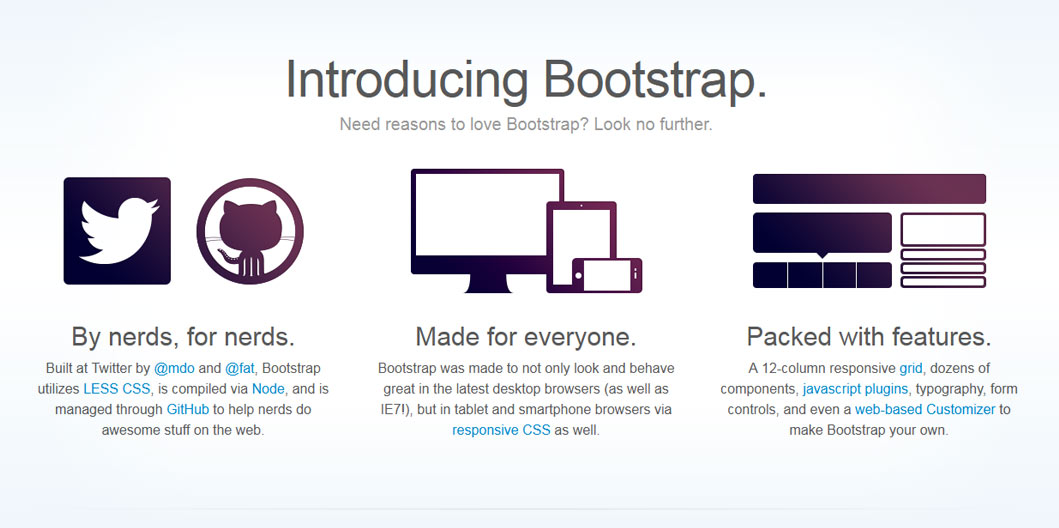 Introducing Bootstrap.
Need reasons to love Bootstrap? Look no further.
By nerds, for nerds.
Built at Twitter by @mdo and @fat, Bootstrap
utilizes LESS CSS, is compiled via Node, and is
managed through GitHub to help nerds do
awesome stuff on the web.
Made for everyone.
Bootstrap was made to not only look and behave
great in the latest desktop browsers (as well as
IE7!), but in tablet and smartphone browsers via
responsive CSS as well.
Packed with features.
A 12-column responsive grid, dozens of
components, javascript plugins, typography, form
controls, and even a web-based Customizer to
make Bootstrap your own.